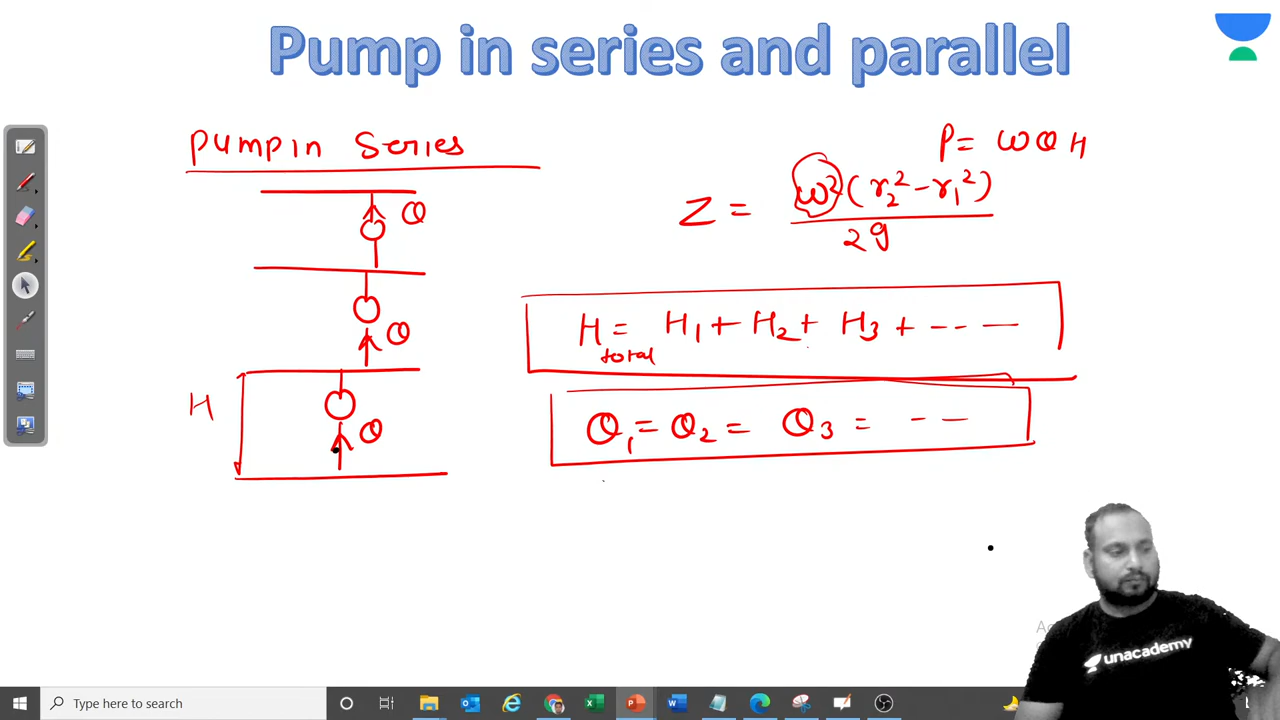 Pump in series and parallel
Pump in Series
P = ωQH
Z = ω²(r₂² - r₁²)
2g
Q
Q
H
Q
H = H₁ + H₂ + H₃ + -- —
total
Q₁ = Q₂ = Q₃ = - —
unacademy
Type here to search